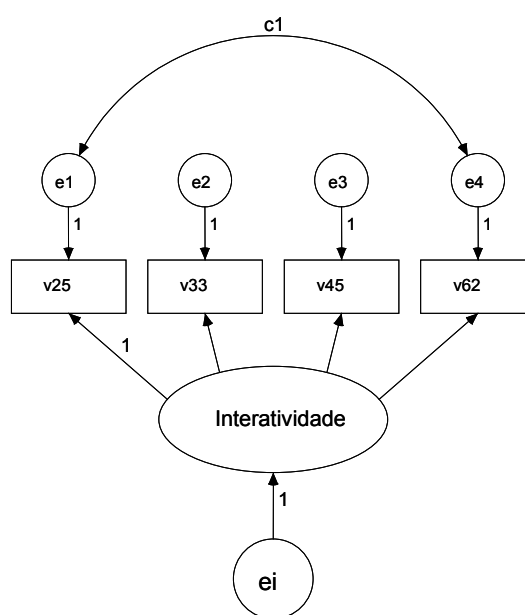 c1
e1 e2 e3 e4
1 1 1 1
v25 v33 v45 v62
1
Interatividade
1
ei